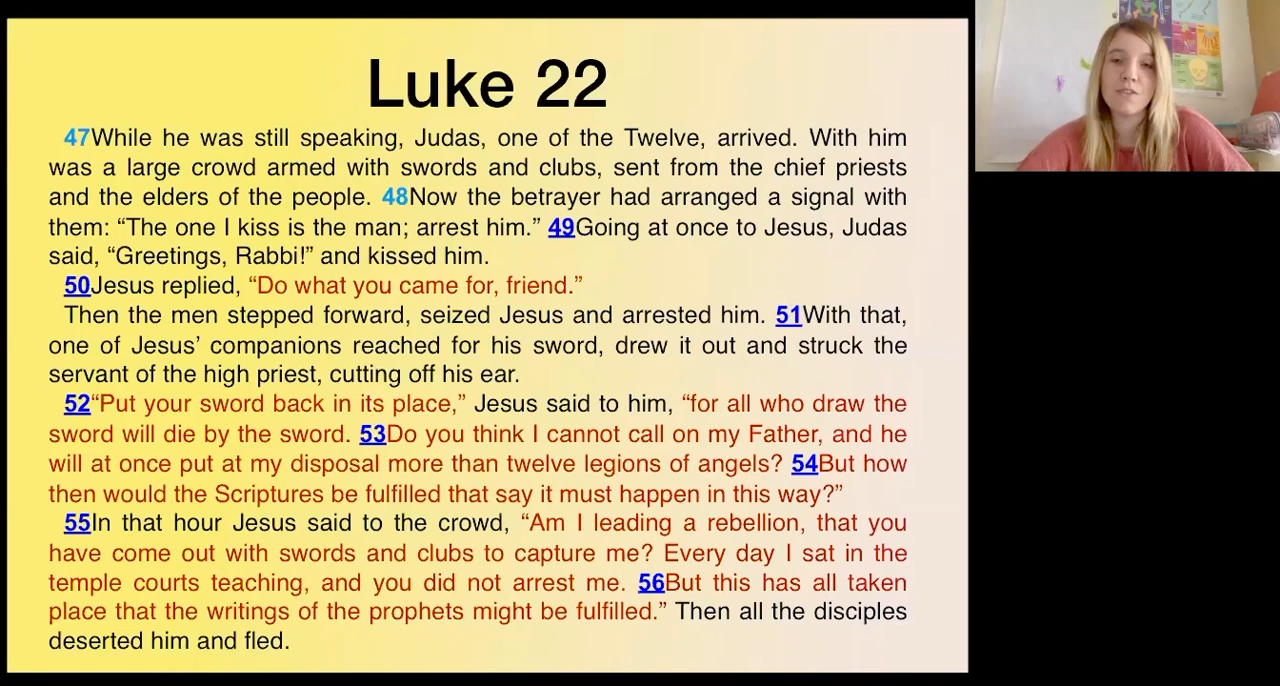 Luke 22
47While he was still speaking, Judas, one of the Twelve, arrived. With him
was a large crowd armed with swords and clubs, sent from the chief priests
and the elders of the people. 48Now the betrayer had arranged a signal with
them: “The one I kiss is the man; arrest him.” 49Going at once to Jesus, Judas
said, “Greetings, Rabbi!” and kissed him.
50Jesus replied, “Do what you came for, friend.”
Then the men stepped forward, seized Jesus and arrested him. 51With that,
one of Jesus’ companions reached for his sword, drew it out and struck the
servant of the high priest, cutting off his ear.
52“Put your sword back in its place,” Jesus said to him, “for all who draw the
sword will die by the sword. 53Do you think I cannot call on my Father, and he
will at once put at my disposal more than twelve legions of angels? 54But how
then would the Scriptures be fulfilled that say it must happen in this way?”
55In that hour Jesus said to the crowd, “Am I leading a rebellion, that you
have come out with swords and clubs to capture me? Every day I sat in the
temple courts teaching, and you did not arrest me. 56But this has all taken
place that the writings of the prophets might be fulfilled.” Then all the disciples
deserted him and fled.